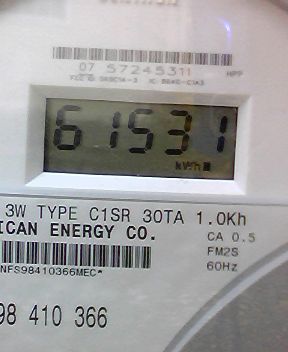 07 57245311 HPP
61531
kWh
3W TYPE C1SR 30TA 1.0Kh
ICAN ENERGY CO.
CA 0.5
FM2S
60Hz
NFS98410366MEC*
98 410 366